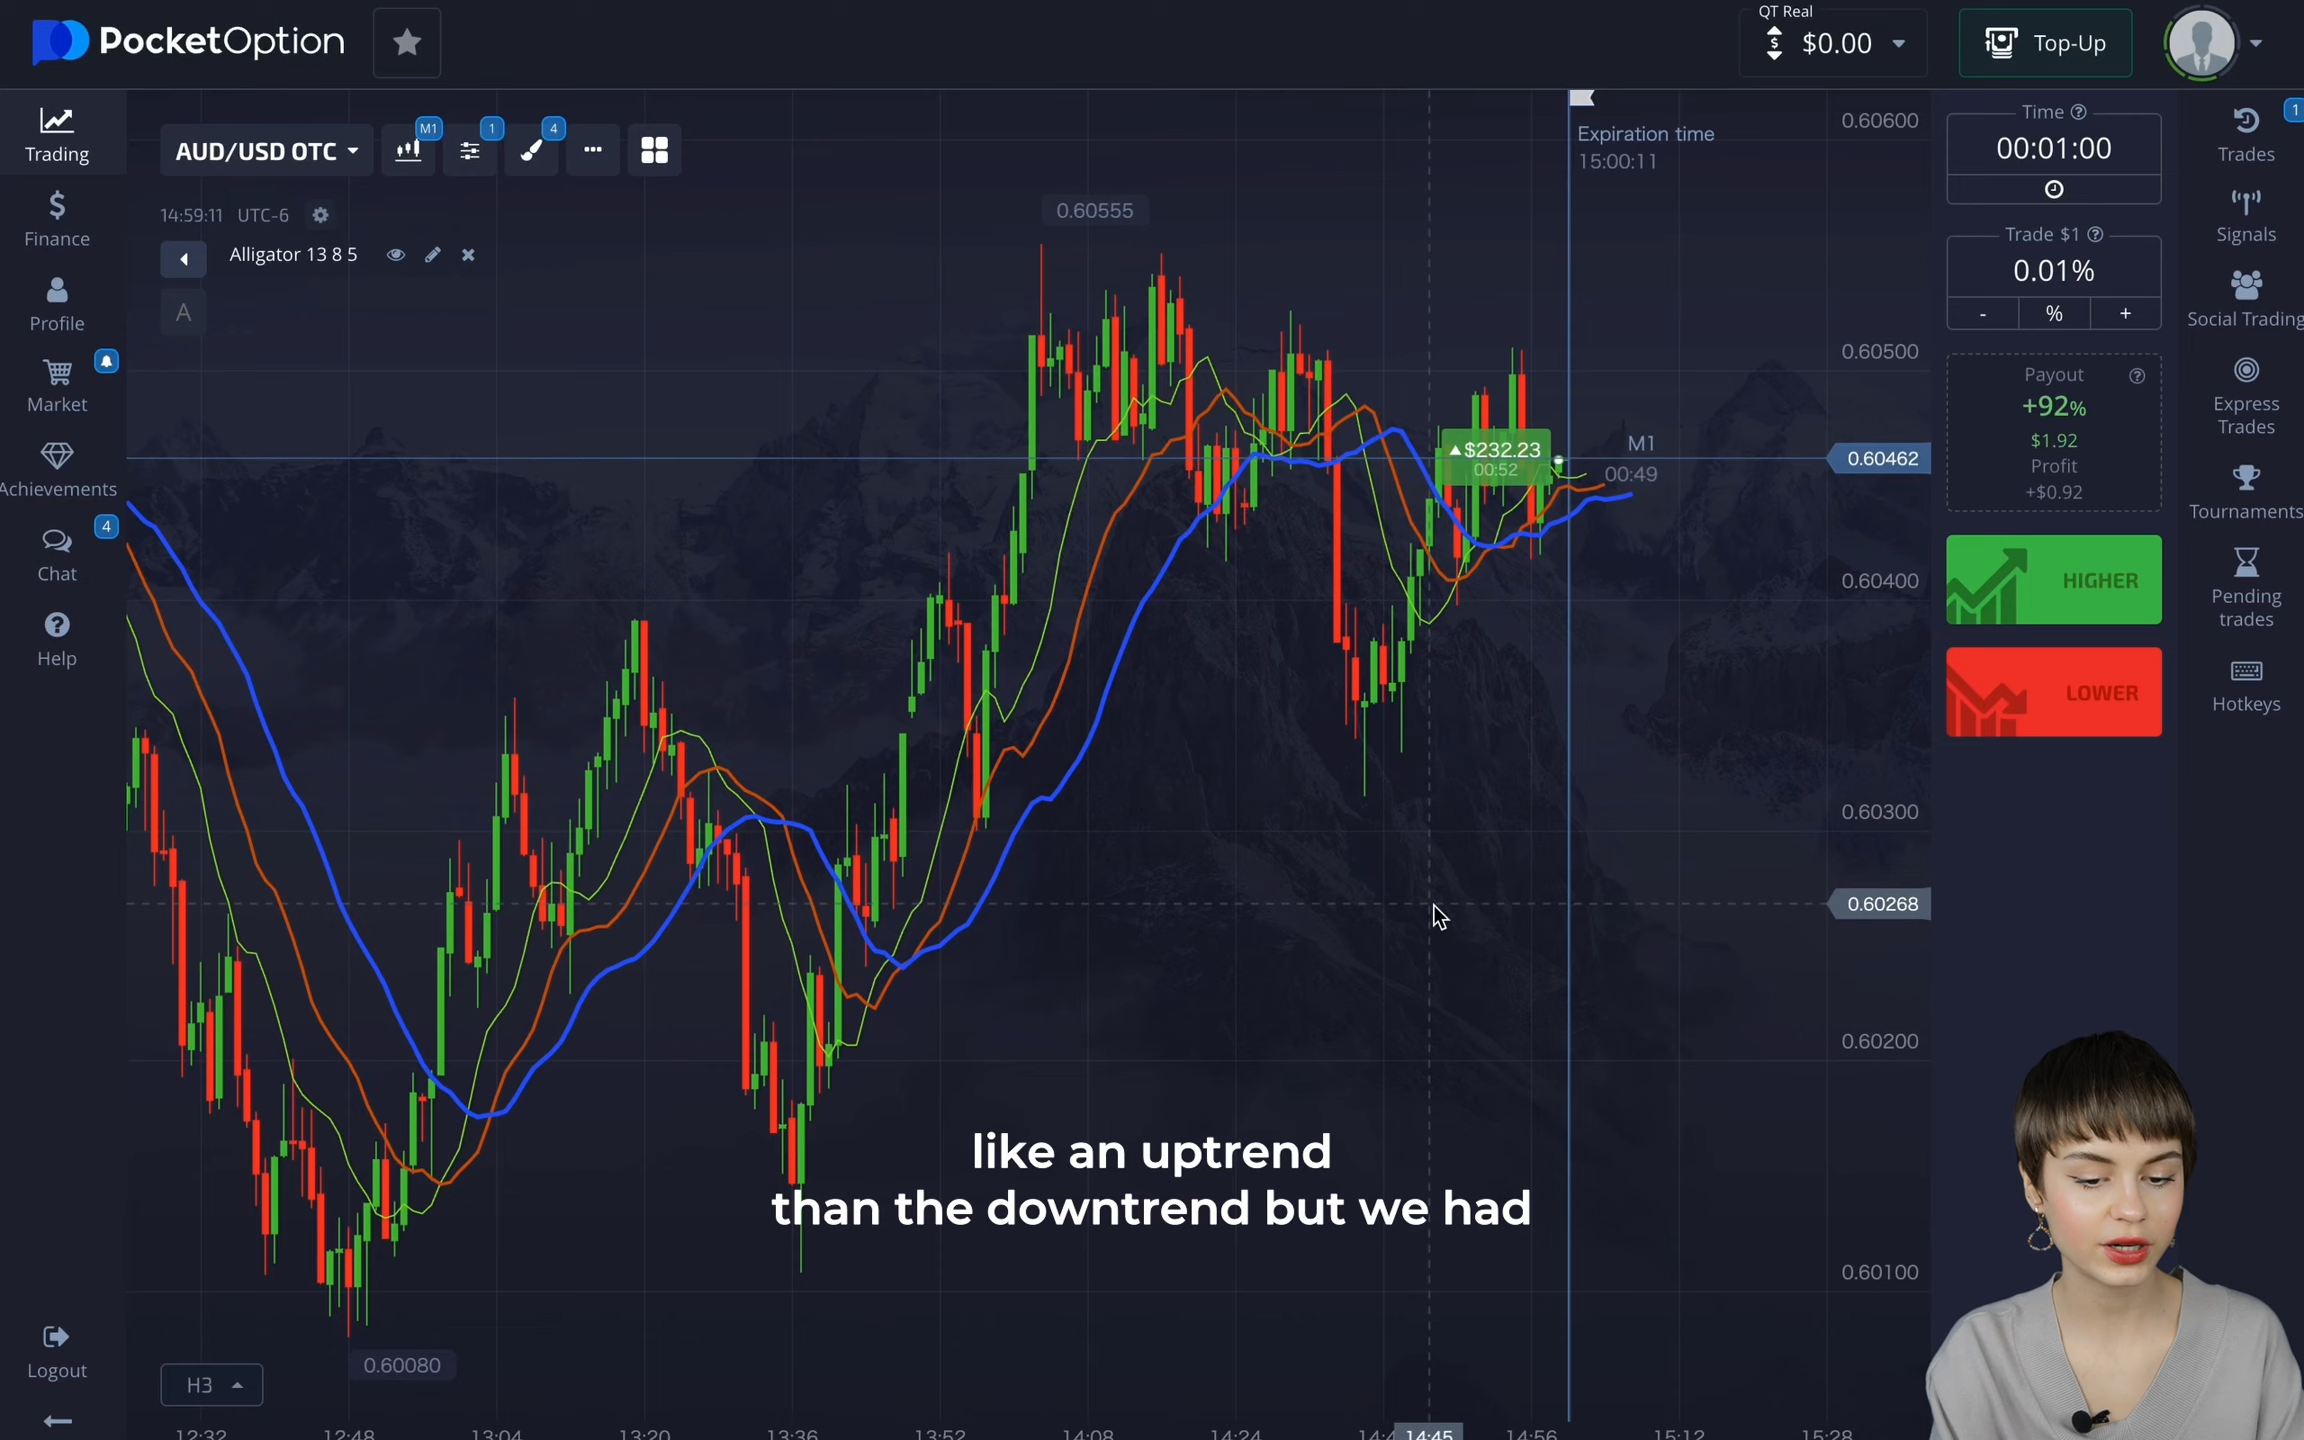 PocketOption
QT Real
$0.00
Top-Up
Trading
Finance
Profile
Market
Achievements
4
Chat
Help
Logout
AUD/USD OTC
M1
1
4
14:59:11 UTC-6
Alligator 13 8 5
A
0.60555
Expiration time
15:00:11
$232.23
00:52
M1
00:49
0.60600
0.60500
0.60462
0.60400
0.60300
0.60268
0.60200
0.60100
0.60080
H3
12:32
12:48
13:04
13:20
13:36
13:52
14:08
14:24
14:45
14:56
15:12
15:28
Time
00:01:00
Trade $1
0.01%
- % +
Payout
+92%
$1.92
Profit
+$0.92
HIGHER
LOWER
1
Trades
Signals
Social Trading
Express
Trades
Tournaments
Pending
trades
Hotkeys
like an uptrend
than the downtrend but we had